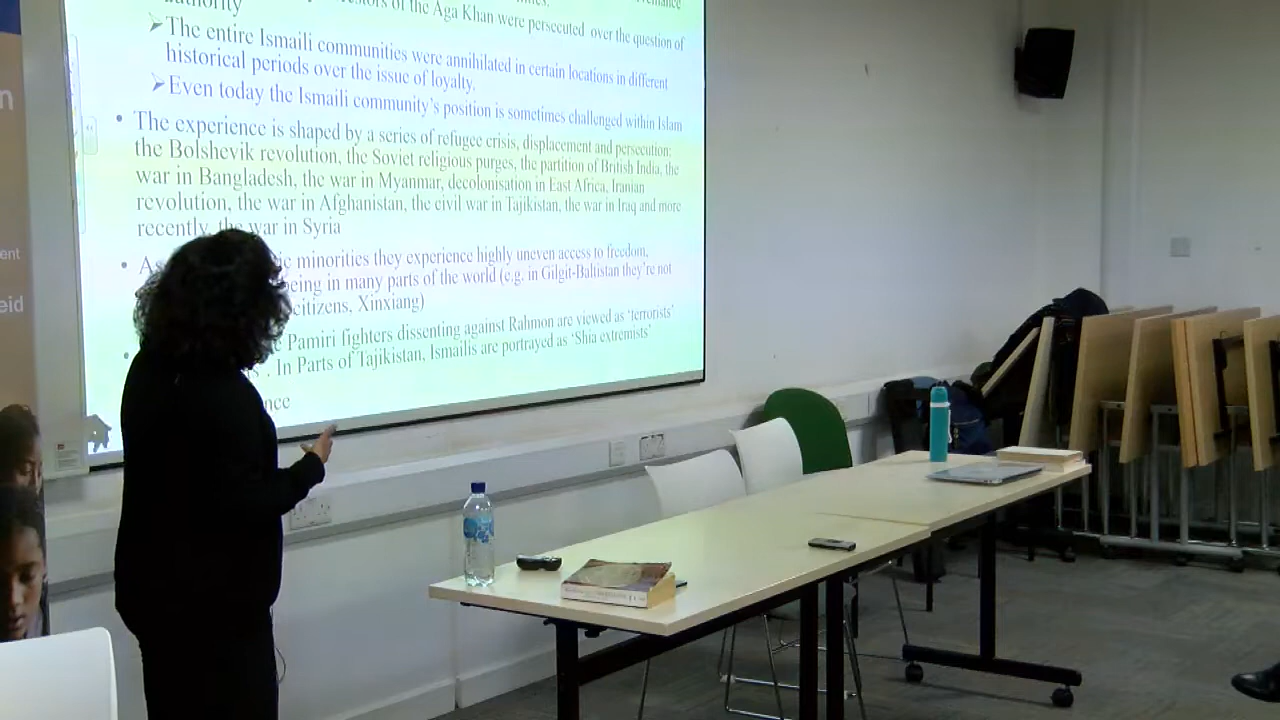 of the Aga Khan were persecuted over the question of
authority
➢The entire Ismaili communities were annihilated in certain locations in different
historical periods over the issue of loyalty.
➢Even today the Ismaili community's position is sometimes challenged within Islam
• The experience is shaped by a series of refugee crisis, displacement and persecution:
the Bolshevik revolution, the Soviet religious purges, the partition of British India, the
war in Bangladesh, the war in Myanmar, decolonisation in East Africa, Iranian
revolution, the war in Afghanistan, the civil war in Tajikistan, the war in Iraq and more
recently, the war in Syria
• As minorities they experience highly uneven access to freedom,
being in many parts of the world (e.g. in Gilgit-Baltistan they're not
citizens, Xinxiang)
• Pamiri fighters dissenting against Rahmon are viewed as 'terrorists'
. In Parts of Tajikistan, Ismailis are portrayed as 'Shia extremists'